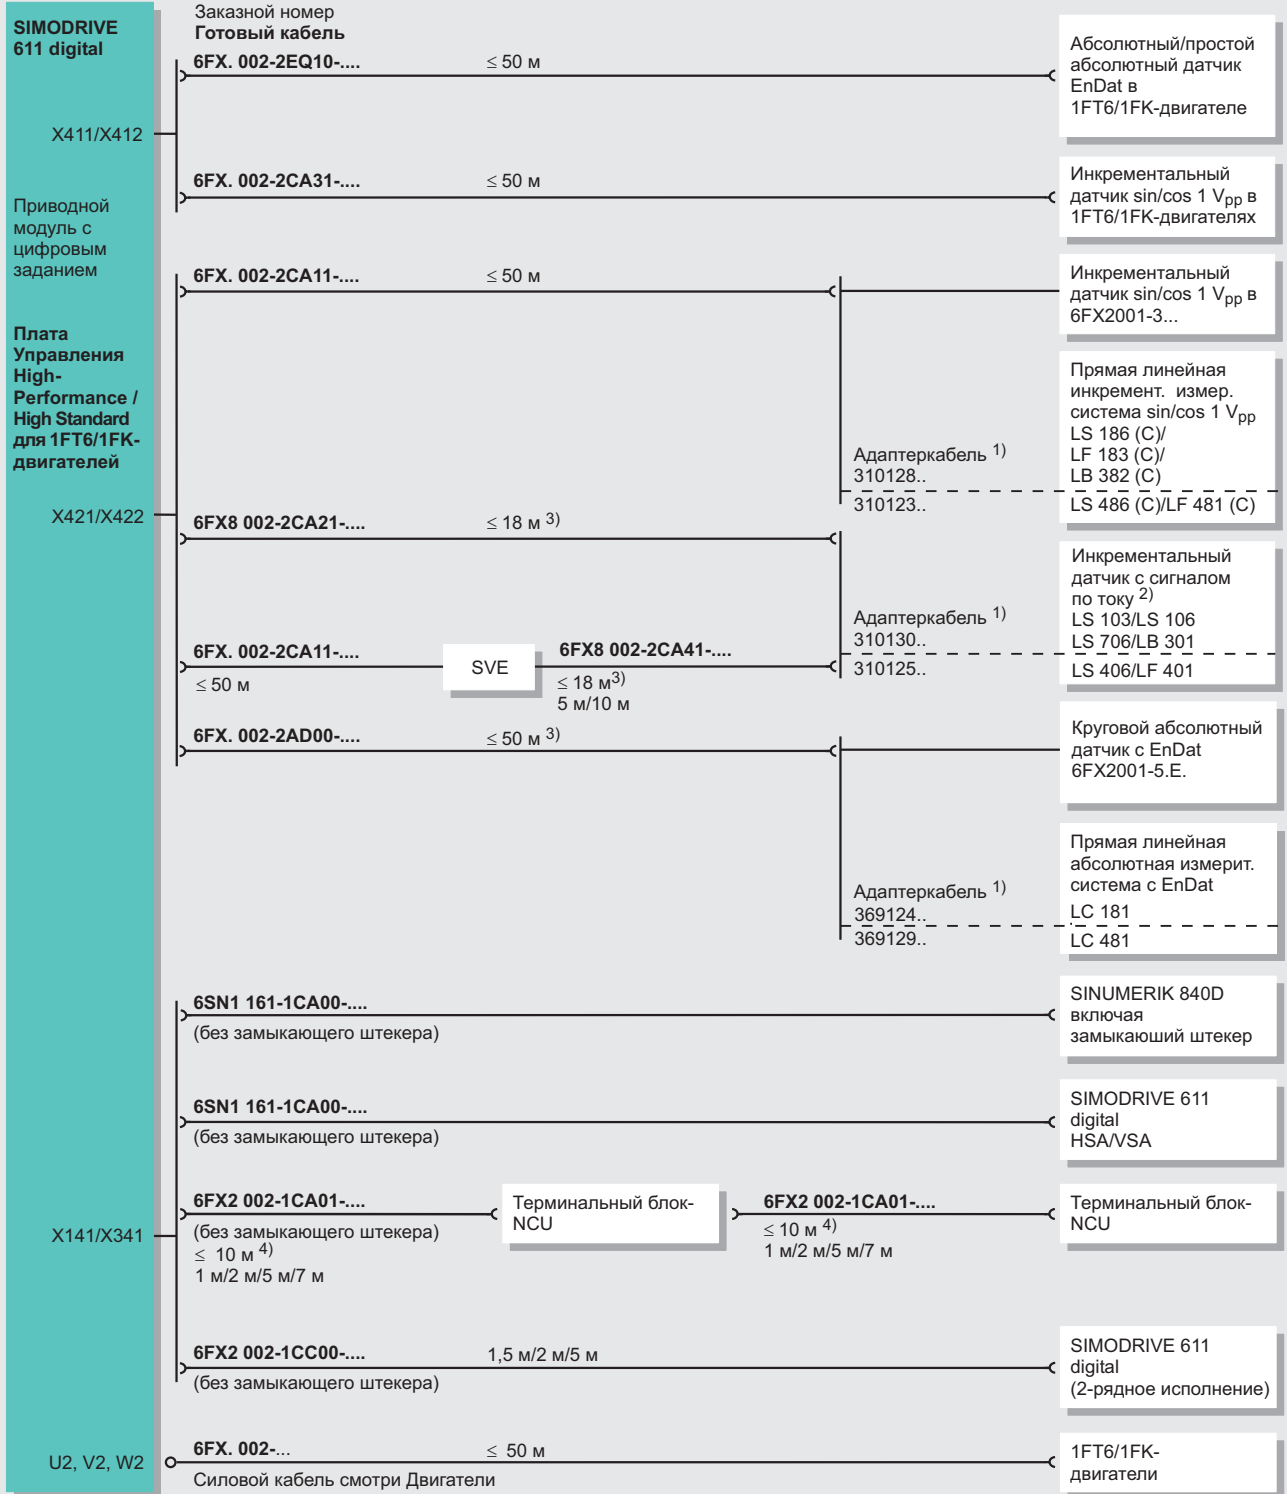 SIMODRIVE
611 digital
Заказной номер
Готовый кабель
6FX. 002-2EQ10-....
≤ 50 м
Абсолютный/простой
абсолютный датчик
EnDat в
1FT6/1FK-двигателе
X411/X412
6FX. 002-2CA31-....
≤ 50 м
Инкрементальный
датчик sin/cos 1 Vpp в
1FT6/1FK-двигателях
Приводной
модуль с
цифровым
заданием
6FX. 002-2CA11-....
≤ 50 м
Инкрементальный
датчик sin/cos 1 Vpp в
6FX2001-3...
Плата
Управления
High-
Performance /
High Standard
для 1FT6/1FK-
двигателей
Прямая линейная
инкремент. измер.
система sin/cos 1 Vpp
LS 186 (C)/
LF 183 (C)/
LB 382 (C)
LS 486 (C)/LF 481 (C)
Адаптеркабель 1)
310128..
310123..
X421/X422
6FX8 002-2CA21-....
≤ 18 м 3)
Инкрементальный
датчик с сигналом
по току 2)
LS 103/LS 106
LS 706/LB 301
LS 406/LF 401
Адаптеркабель 1)
310130..
310125..
6FX. 002-2CA11-....
≤ 50 м
SVE
6FX8 002-2CA41-....
≤ 18 м3)
5 м/10 м
6FX. 002-2AD00-....
≤ 50 м 3)
Круговой абсолютный
датчик с EnDat
6FX2001-5.E.
Прямая линейная
абсолютная измерит.
система с EnDat
LC 181
LC 481
Адаптеркабель 1)
369124..
369129..
6SN1 161-1CA00-....
(без замыкающего штекера)
SINUMERIK 840D
включая
замыкаюший штекер
6SN1 161-1CA00-....
(без замыкающего штекера)
SIMODRIVE 611
digital
HSA/VSA
X141/X341
6FX2 002-1CA01-....
(без замыкающего штекера)
≤ 10 м 4)
1 м/2 м/5 м/7 м
Терминальный блок-
NCU
6FX2 002-1CA01-....
≤ 10 м 4)
1 м/2 м/5 м/7 м
Терминальный блок-
NCU
6FX2 002-1CC00-....
1,5 м/2 м/5 м
(без замыкающего штекера)
SIMODRIVE 611
digital
(2-рядное исполнение)
U2, V2, W2
6FX. 002-...
≤ 50 м
Силовой кабель смотри Двигатели
1FT6/1FK-
двигатели